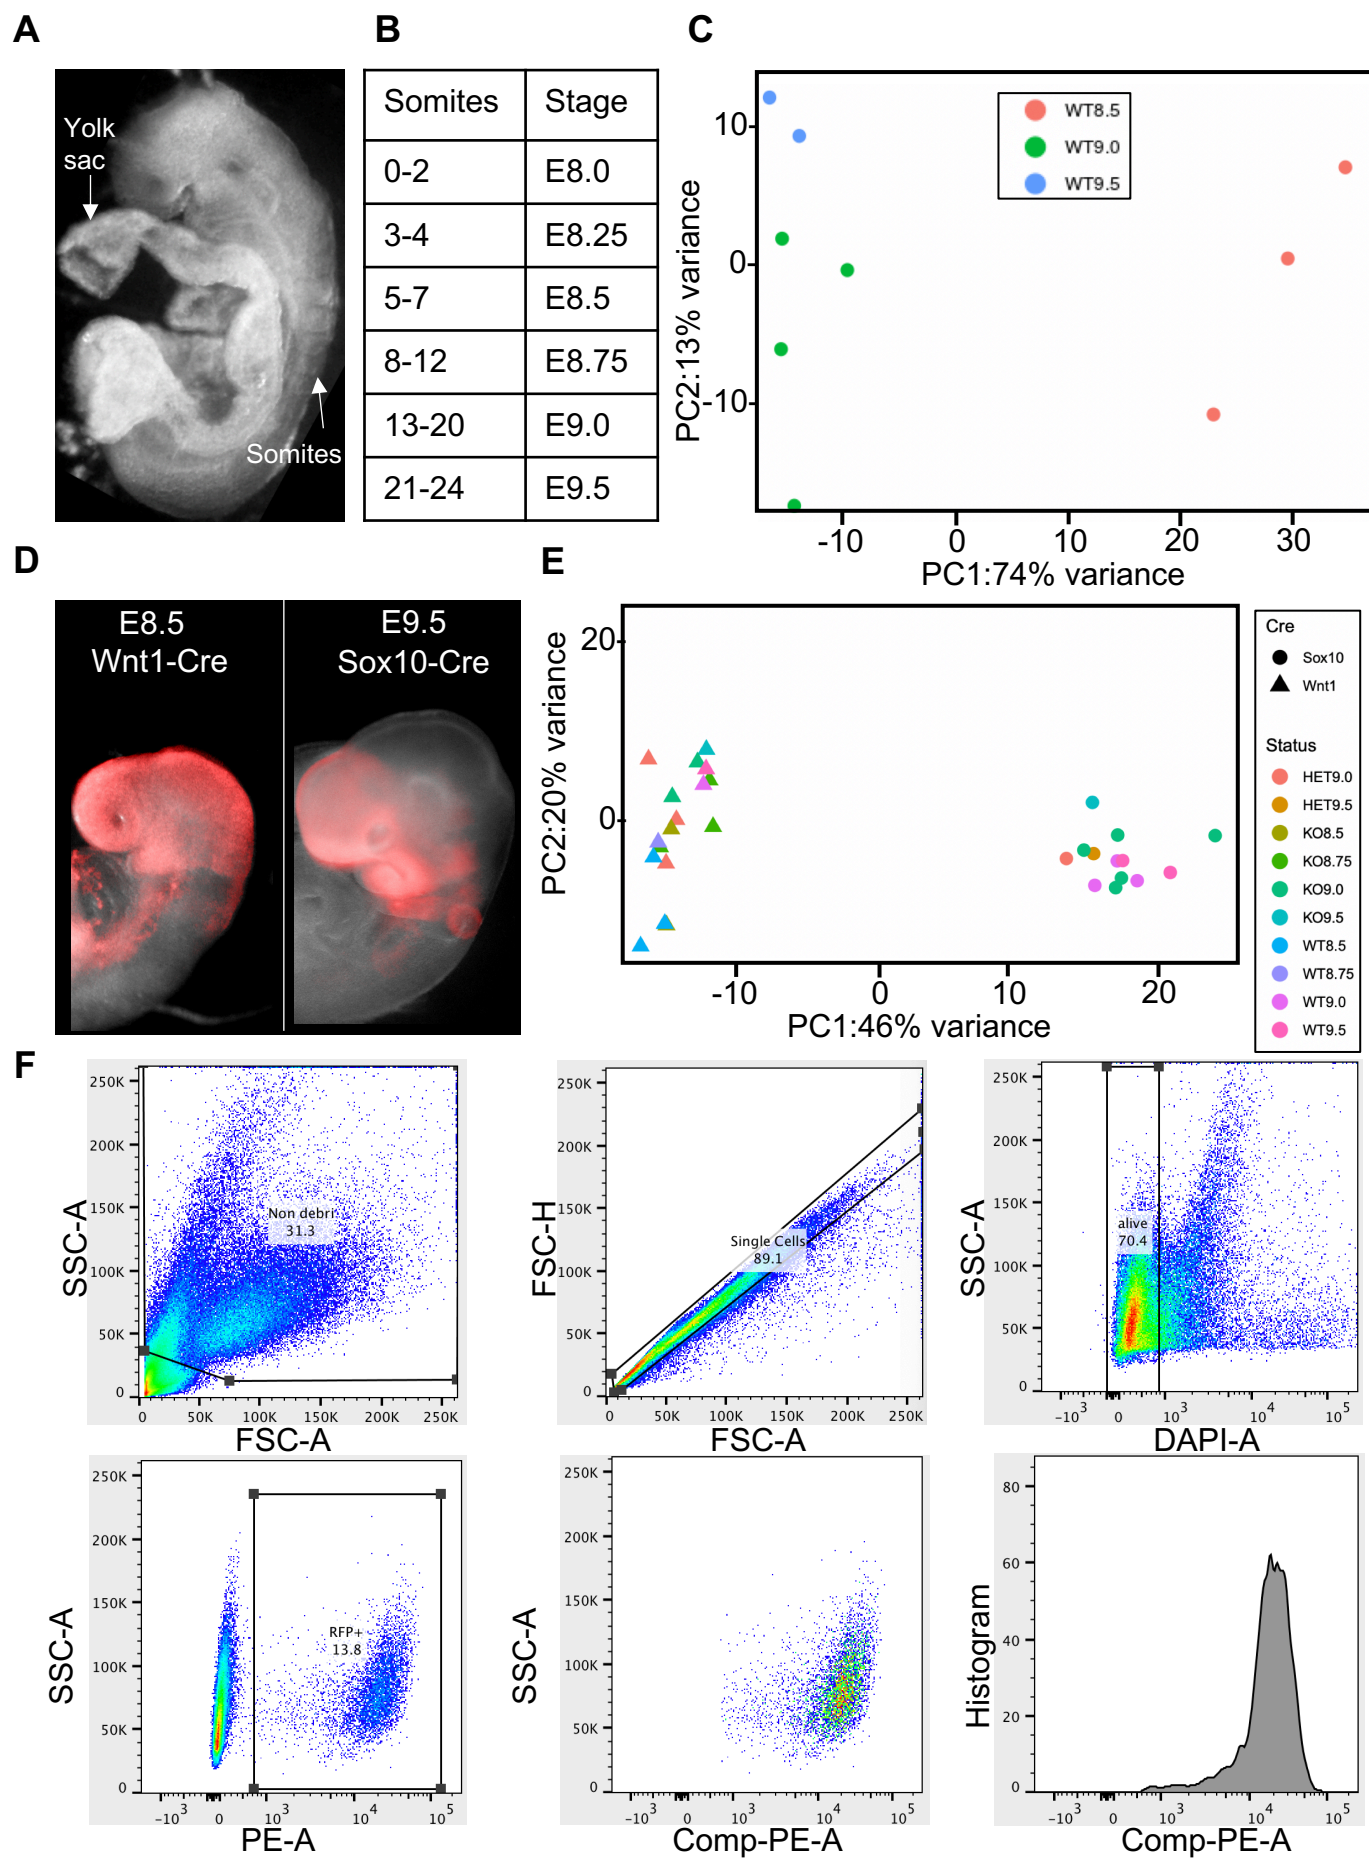 A
Yolk
sac
Somites
B
Somites Stage
0-2 E8.0
3-4 E8.25
5-7 E8.5
8-12 E8.75
13-20 E9.0
21-24 E9.5
C
WT8.5
WT9.0
WT9.5
10
0
-10
PC2:13% variance
-10 0 10 20 30
PC1:74% variance
D
E8.5
Wnt1-Cre
E9.5
Sox10-Cre
E
20
0
PC2:20% variance
-10 0 10 20
PC1:46% variance
Cre
Sox10
Wnt1
Status
HET9.0
HET9.5
KO8.5
KO8.75
KO9.0
KO9.5
WT8.5
WT8.75
WT9.0
WT9.5
F
250K
200K
150K
100K
50K
0
SSC-A
Non debri
31.3
0 50K 100K 150K 200K 250K
FSC-A
250K
200K
150K
100K
50K
0
FSC-H
Single Cells
89.1
0 50K 100K 150K 200K 250K
FSC-A
250K
200K
150K
100K
50K
0
SSC-A
alive
70.4
-10³ 0 10³ 10⁴ 10⁵
DAPI-A
250K
200K
150K
100K
50K
0
SSC-A
RFP+
13.8
-10³ 0 10³ 10⁴ 10⁵
PE-A
250K
200K
150K
100K
50K
0
SSC-A
-10³ 0 10³ 10⁴ 10⁵
Comp-PE-A
80
60
40
20
0
Histogram
-10³ 0 10³ 10⁴ 10⁵
Comp-PE-A